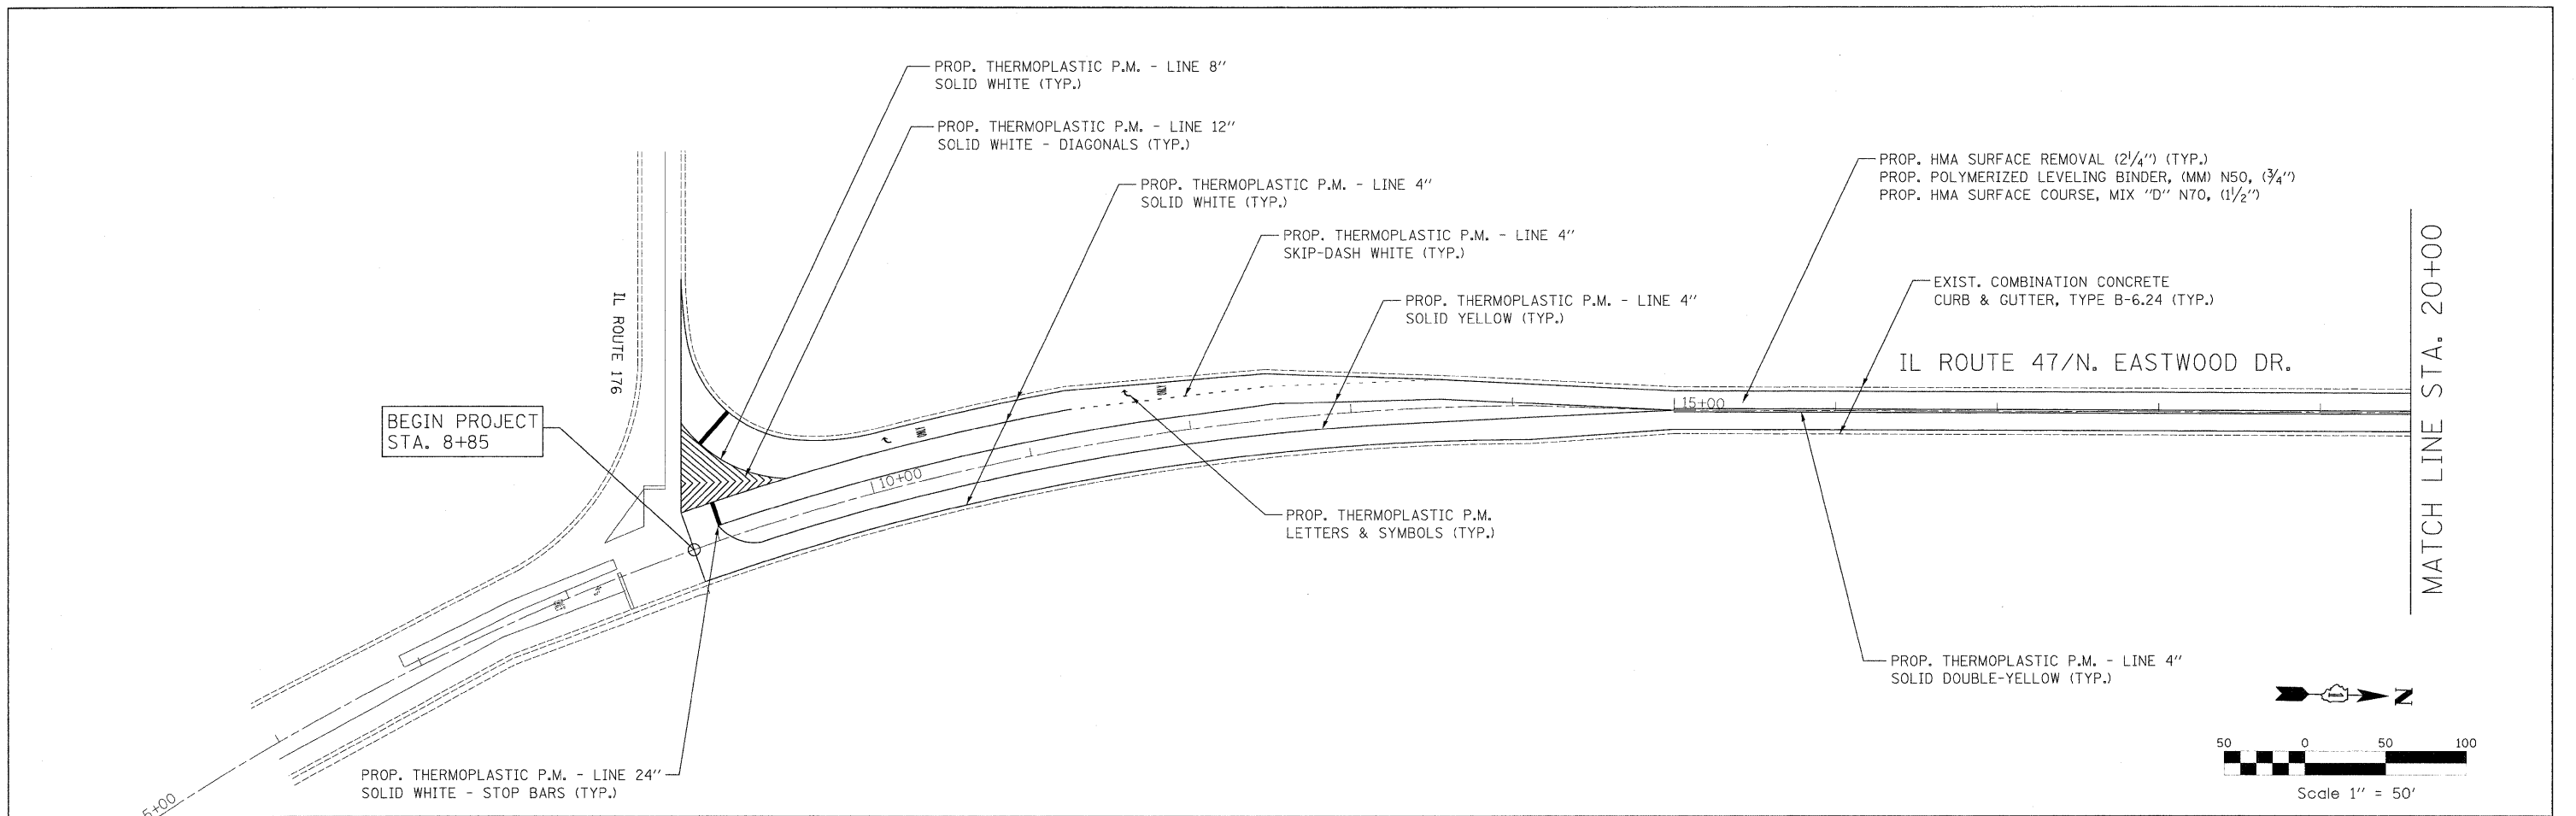 PROP. THERMOPLASTIC P.M. - LINE 8"
SOLID WHITE (TYP.)
PROP. THERMOPLASTIC P.M. - LINE 12"
SOLID WHITE - DIAGONALS (TYP.)
PROP. THERMOPLASTIC P.M. - LINE 4"
SOLID WHITE (TYP.)
PROP. THERMOPLASTIC P.M. - LINE 4"
SKIP-DASH WHITE (TYP.)
PROP. THERMOPLASTIC P.M. - LINE 4"
SOLID YELLOW (TYP.)
PROP. HMA SURFACE REMOVAL (2 1/4") (TYP.)
PROP. POLYMERIZED LEVELING BINDER, (MM) N50, (3/4")
PROP. HMA SURFACE COURSE, MIX "D" N70, (1 1/2")
EXIST. COMBINATION CONCRETE
CURB & GUTTER, TYPE B-6.24 (TYP.)
IL ROUTE 47/N. EASTWOOD DR.
MATCH LINE STA. 20+00
IL ROUTE 176
BEGIN PROJECT
STA. 8+85
15+00
10+00
PROP. THERMOPLASTIC P.M.
LETTERS & SYMBOLS (TYP.)
PROP. THERMOPLASTIC P.M. - LINE 4"
SOLID DOUBLE-YELLOW (TYP.)
PROP. THERMOPLASTIC P.M. - LINE 24"
SOLID WHITE - STOP BARS (TYP.)
5+00
N
50 0 50 100
Scale 1" = 50'